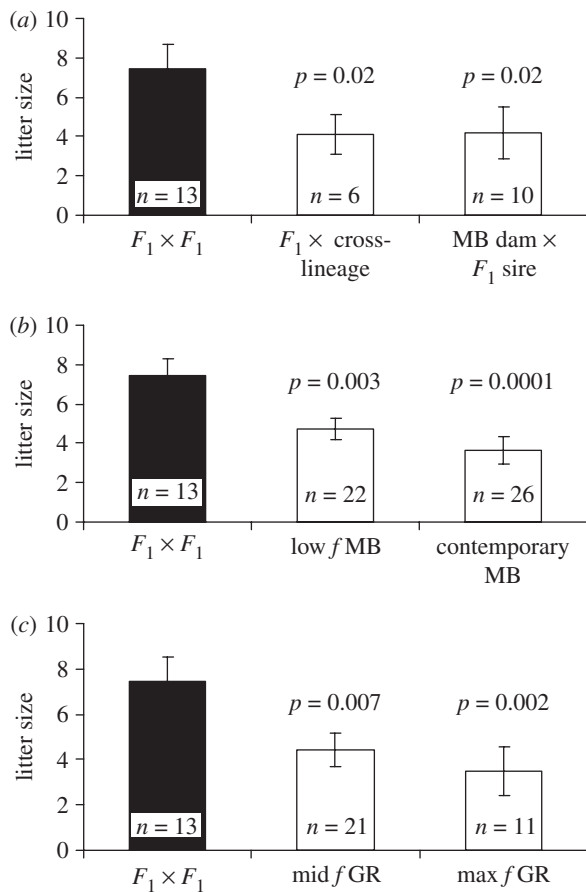 (a) 10
8
6
4
2
0
litter size
p = 0.02
p = 0.02
n = 13
n = 6
n = 10
F₁ × F₁
F₁ × cross-
lineage
MB dam ×
F₁ sire
(b) 10
8
6
4
2
0
litter size
p = 0.003
p = 0.0001
n = 13
n = 22
n = 26
F₁ × F₁
low f MB
contemporary
MB
(c) 10
8
6
4
2
0
litter size
p = 0.007
p = 0.002
n = 13
n = 21
n = 11
F₁ × F₁
mid f GR
max f GR